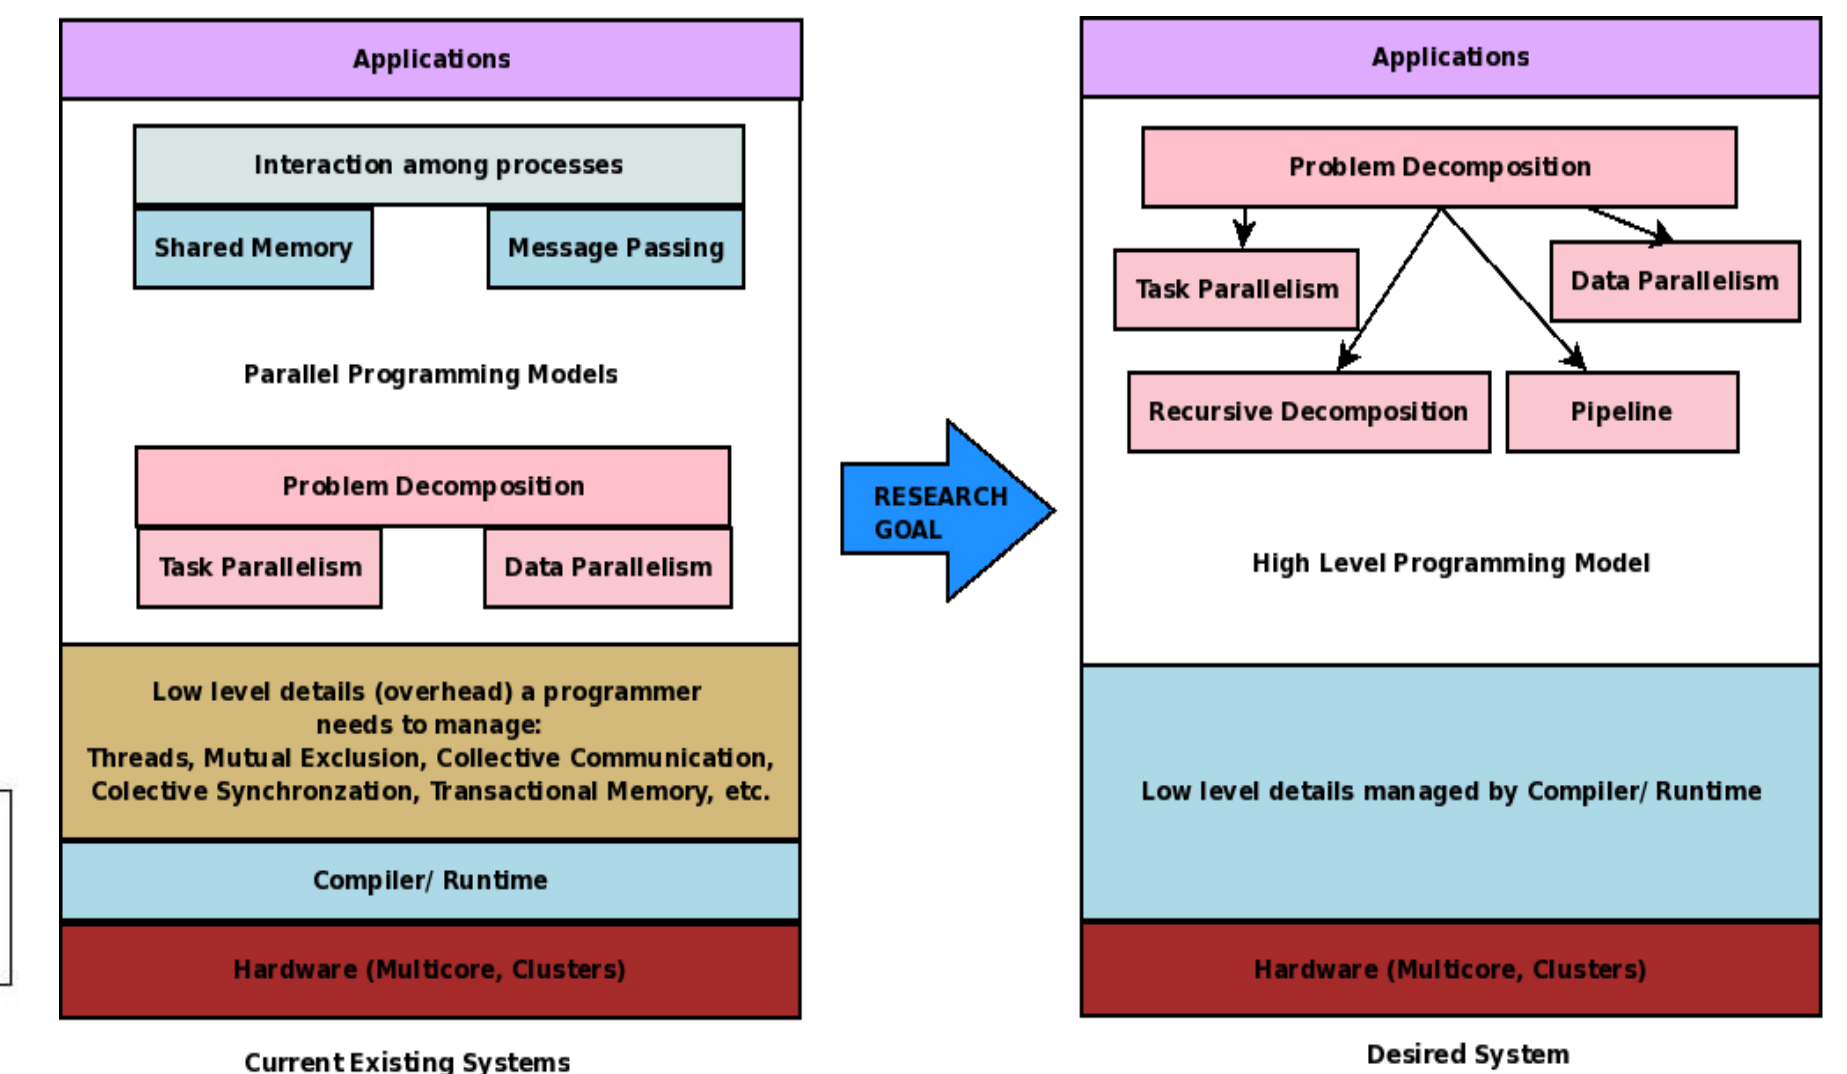 Applications
Interaction among processes
Shared Memory
Message Passing
Parallel Programming Models
Problem Decomposition
Task Parallelism
Data Parallelism
Low level details (overhead) a programmer
needs to manage:
Threads, Mutual Exclusion, Collective Communication,
Colective Synchronzation, Transactional Memory, etc.
Compiler/ Runtime
Hardware (Multicore, Clusters)
Current Existing Systems
RESEARCH
GOAL
Applications
Problem Decomposition
Task Parallelism
Data Parallelism
Recursive Decomposition
Pipeline
High Level Programming Model
Low level details managed by Compiler/ Runtime
Hardware (Multicore, Clusters)
Desired System